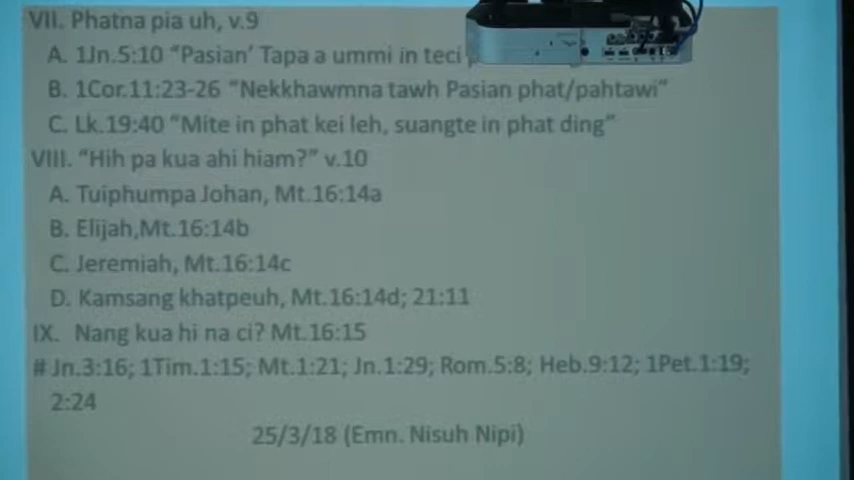 VII. Phatna pia uh, v.9
A. 1Jn.5:10 “Pasian’ Tapa a ummi in teci
B. 1Cor.11:23-26 “Nekkhawmna tawh Pasian phat/pahtawi”
C. Lk.19:40 “Mite in phat kei leh, suangte in phat ding”
VIII. “Hih pa kua ahi hiam?” v.10
A. Tuiphumpa Johan, Mt.16:14a
B. Elijah,Mt.16:14b
C. Jeremiah, Mt.16:14c
D. Kamsang khatpeuh, Mt.16:14d; 21:11
IX. Nang kua hi na ci? Mt.16:15
# Jn.3:16; 1Tim.1:15; Mt.1:21; Jn.1:29; Rom.5:8; Heb.9:12; 1Pet.1:19;
2:24
25/3/18 (Emn. Nisuh Nipi)